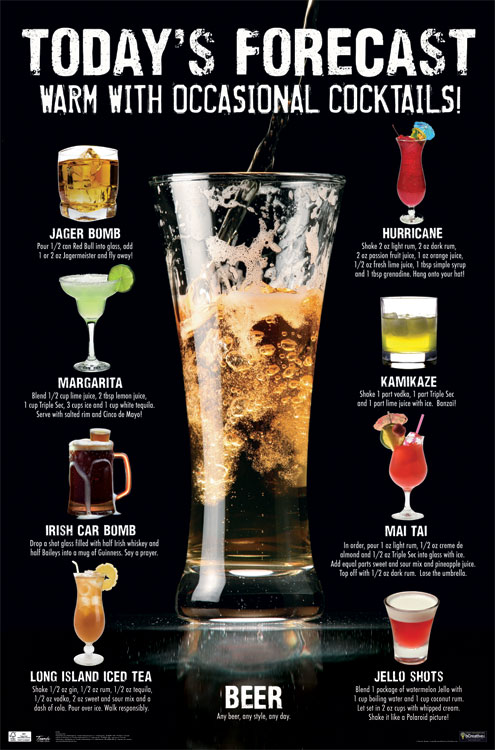 TODAY'S FORECAST
WARM WITH OCCASIONAL COCKTAILS!
JAGER BOMB
Pour 1/2 can Red Bull into glass, add
1 or 2 oz Jagermeister and fly away!
MARGARITA
Blend 1/2 cup lime juice, 2 tbsp lemon juice,
1 cup Triple Sec, 3 cups ice and 1 cup white tequila.
Serve with salted rim and Cinco de Mayo!
IRISH CAR BOMB
Drop a shot glass filled with half Irish whiskey and
half Baileys into a mug of Guinness. Say a prayer.
LONG ISLAND ICED TEA
Shake 1/2 oz gin, 1/2 oz rum, 1/2 oz tequila,
1/2 oz vodka, 2 oz sweet and sour mix and a
dash of cola. Pour over ice. Walk responsibly.
HURRICANE
Shake 2 oz light rum, 2 oz dark rum,
2 oz passion fruit juice, 1 oz orange juice,
1/2 oz fresh lime juice, 1 tbsp simple syrup
and 1 tbsp grenadine. Hang onto your hat!
KAMIKAZE
Shake 1 part vodka, 1 part Triple Sec
and 1 part lime juice with ice. Banzai!
MAI TAI
In order, pour 1 oz light rum, 1/2 oz creme de
almond and 1/2 oz Triple Sec into glass with ice.
Add equal parts sweet and sour mix and pineapple juice.
Top off with 1/2 oz dark rum. Lose the umbrella.
JELLO SHOTS
Blend 1 package of watermelon Jello with
1 cup boiling water and 1 cup coconut rum.
Let set in 2 oz cups with whipped cream.
Shake it like a Polaroid picture!
BEER
Any beer, any style, any day.
Trends